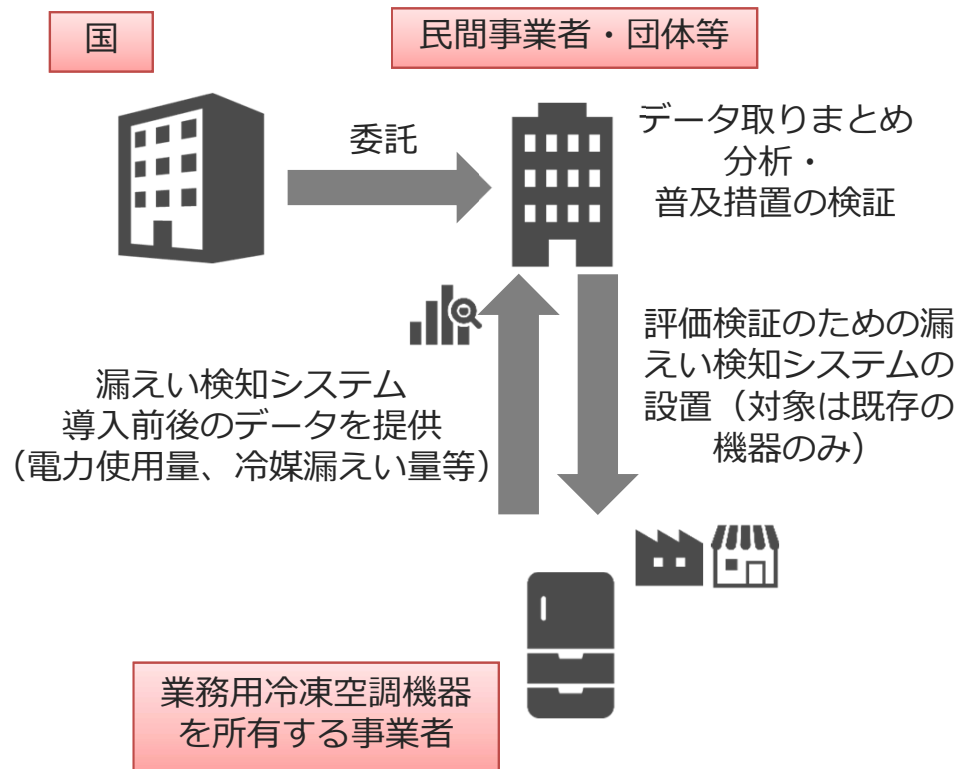 国
民間事業者・団体等
委託
データ取りまとめ
分析・
普及措置の検証
漏えい検知システム
導入前後のデータを提供
（電力使用量、冷媒漏えい量等）
評価検証のための漏
えい検知システムの
設置（対象は既存の
機器のみ）
業務用冷凍空調機器
を所有する事業者